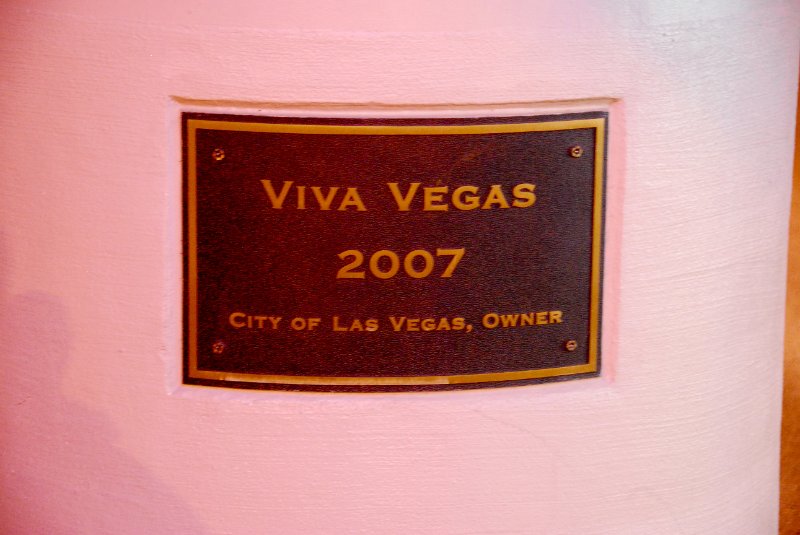 VIVA VEGAS
2007
CITY OF LAS VEGAS, OWNER